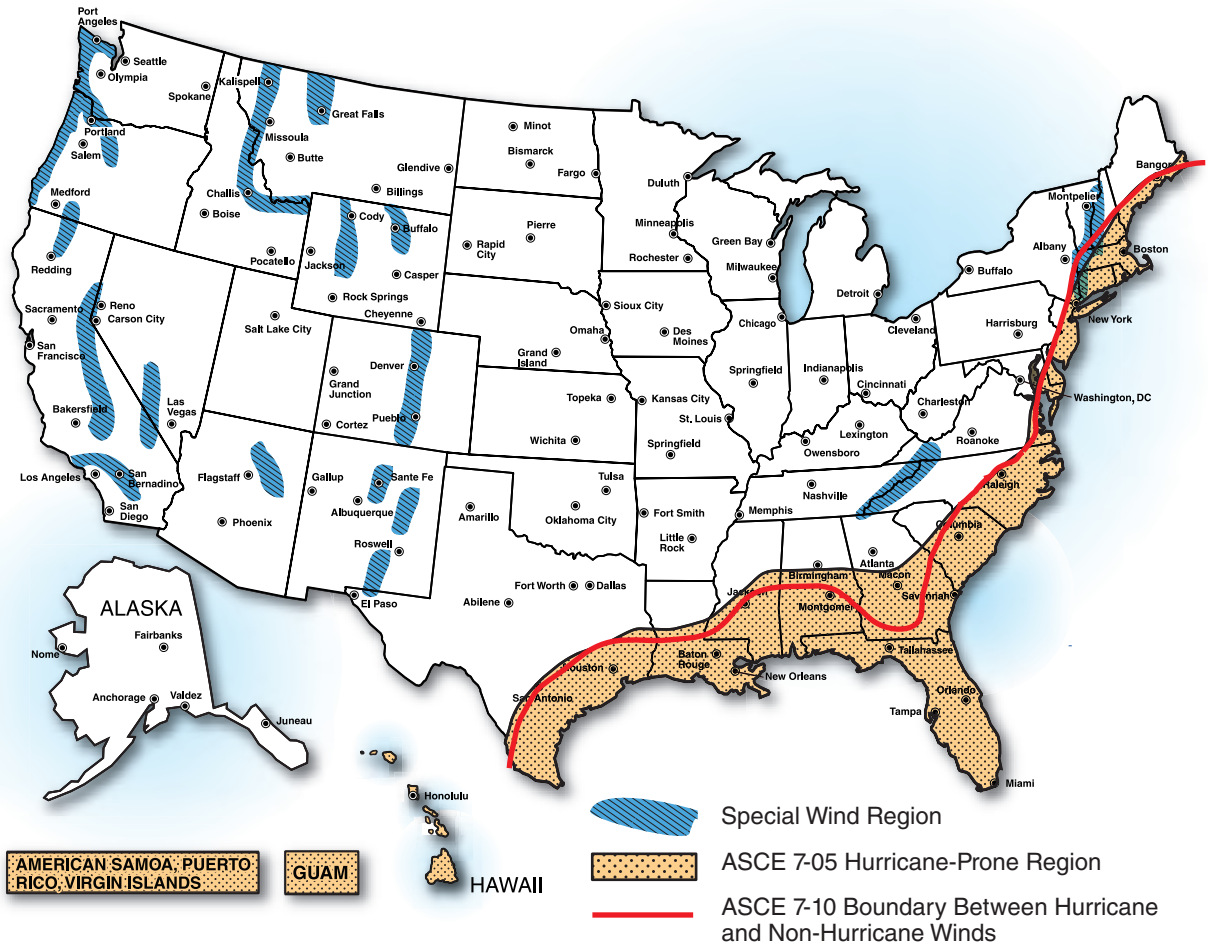 Port
Angeles
Seattle
Olympia
Spokane
Portland
Salem
Medford
Kalispell
Great Falls
Missoula
Butte
Glendive
Billings
Challis
Boise
Pocatello
Cody
Buffalo
Jackson
Casper
Rock Springs
Cheyenne
Minot
Bismarck
Fargo
Pierre
Rapid
City
Duluth
Minneapolis
Rochester
Green Bay
Milwaukee
Detroit
Bangor
Montpelier
Albany
Buffalo
Boston
New York
Harrisburg
Cleveland
Washington, DC
Redding
Sacramento
Reno
Carson City
San
Francisco
Bakersfield
Las
Vegas
Los Angeles
San
Bernadino
San
Diego
Salt Lake City
Grand
Junction
Cortez
Denver
Pueblo
Grand
Island
Omaha
Sioux City
Des
Moines
Chicago
Springfield
Indianapolis
Cincinnati
Charleston
Roanoke
Lexington
Owensboro
Topeka
Kansas City
St. Louis
Wichita
Springfield
Flagstaff
Phoenix
Gallup
Sante Fe
Albuquerque
Roswell
El Paso
Amarillo
Tulsa
Oklahoma City
Fort Smith
Little
Rock
Memphis
Nashville
Raleigh
Columbia
Atlanta
Macon
Savannah
Birmingham
Montgomery
Jackson
Fort Worth
Dallas
Abilene
San Antonio
Houston
Baton
Rouge
New Orleans
Tallahassee
Orlando
Tampa
Miami
ALASKA
Fairbanks
Nome
Anchorage
Valdez
Juneau
Honolulu
HAWAII
AMERICAN SAMOA, PUERTO
RICO, VIRGIN ISLANDS
GUAM
Special Wind Region
ASCE 7-05 Hurricane-Prone Region
ASCE 7-10 Boundary Between Hurricane
and Non-Hurricane Winds